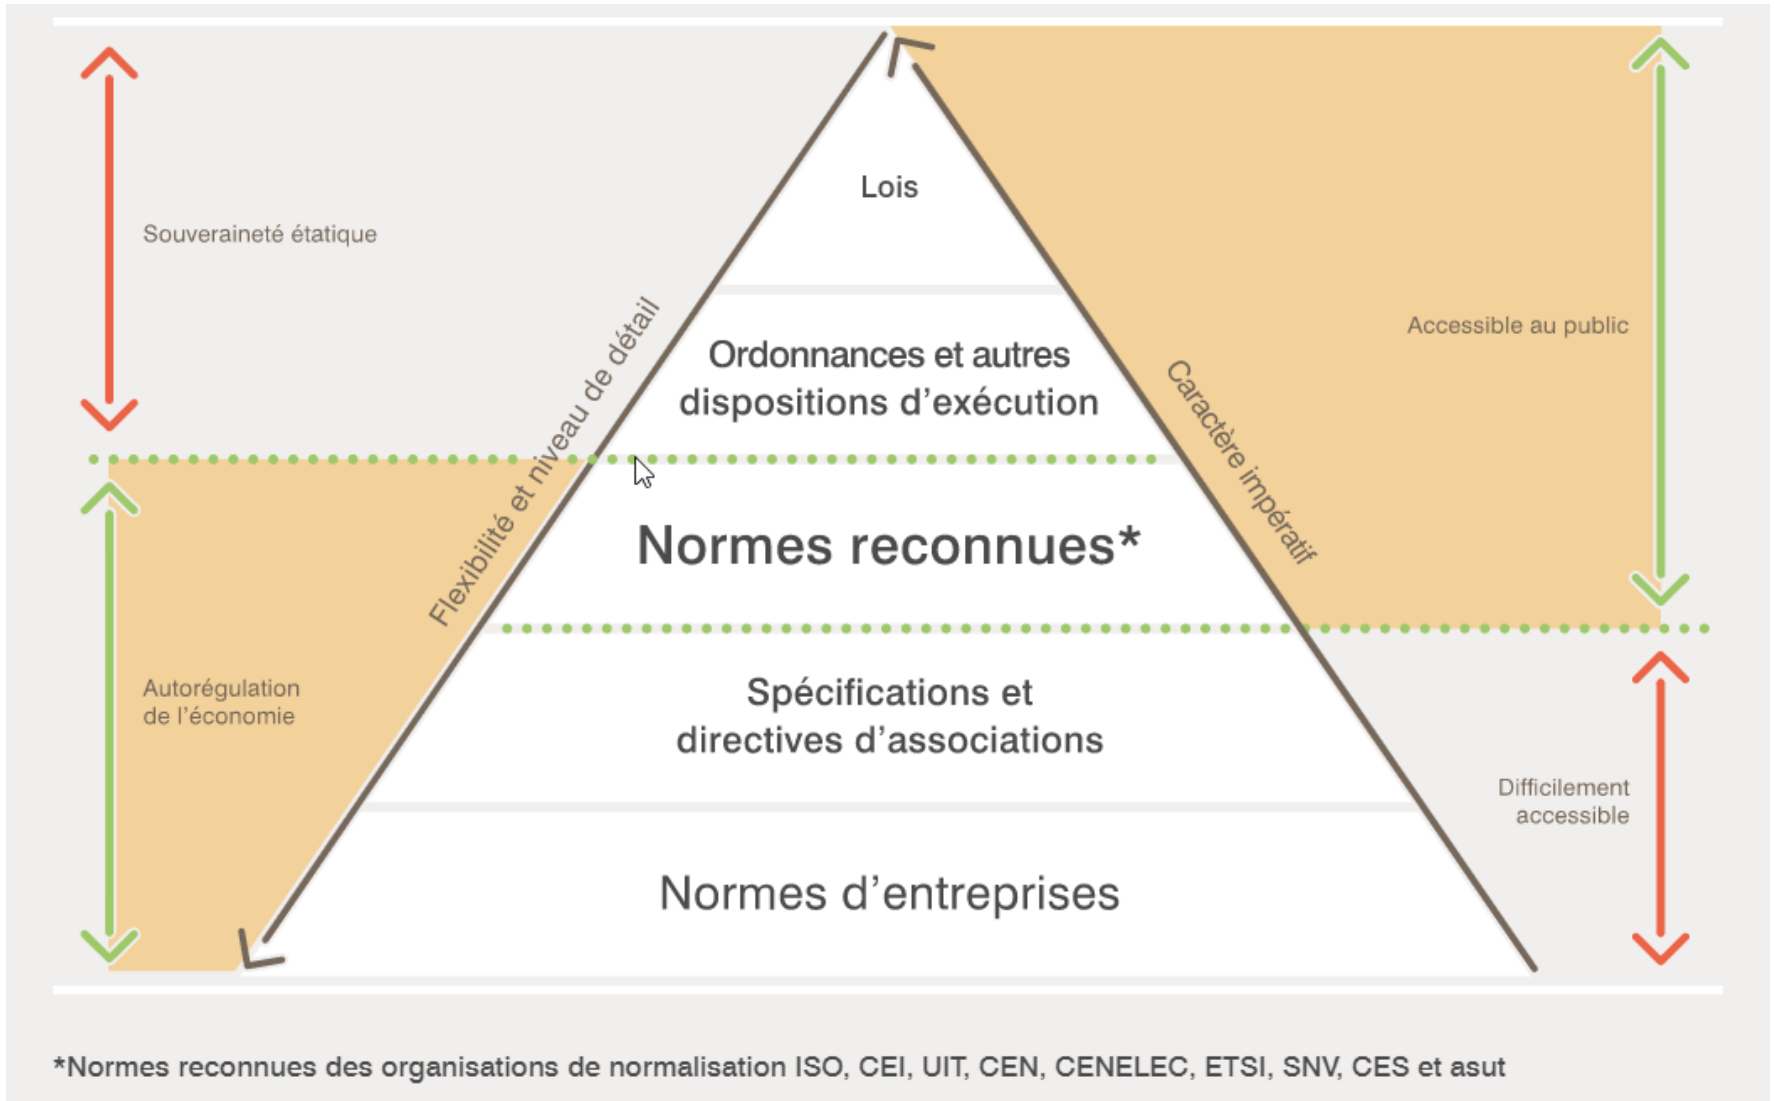 Lois
Souveraineté étatique
Flexibilité et niveau de détail
Caractère impératif
Accessible au public
Ordonnances et autres
dispositions d’exécution
Normes reconnues*
Autorégulation
de l’économie
Spécifications et
directives d’associations
Difficilement
accessible
Normes d’entreprises
*Normes reconnues des organisations de normalisation ISO, CEI, UIT, CEN, CENELEC, ETSI, SNV, CES et asut